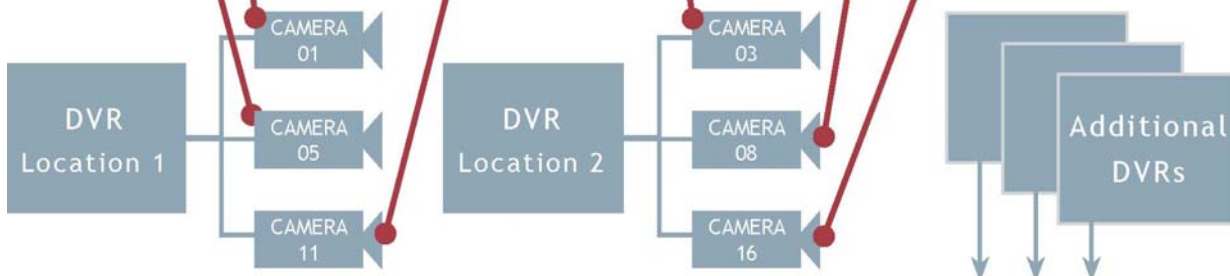 DVR
Location 1
CAMERA
01
CAMERA
05
CAMERA
11
DVR
Location 2
CAMERA
03
CAMERA
08
CAMERA
16
Additional
DVRs